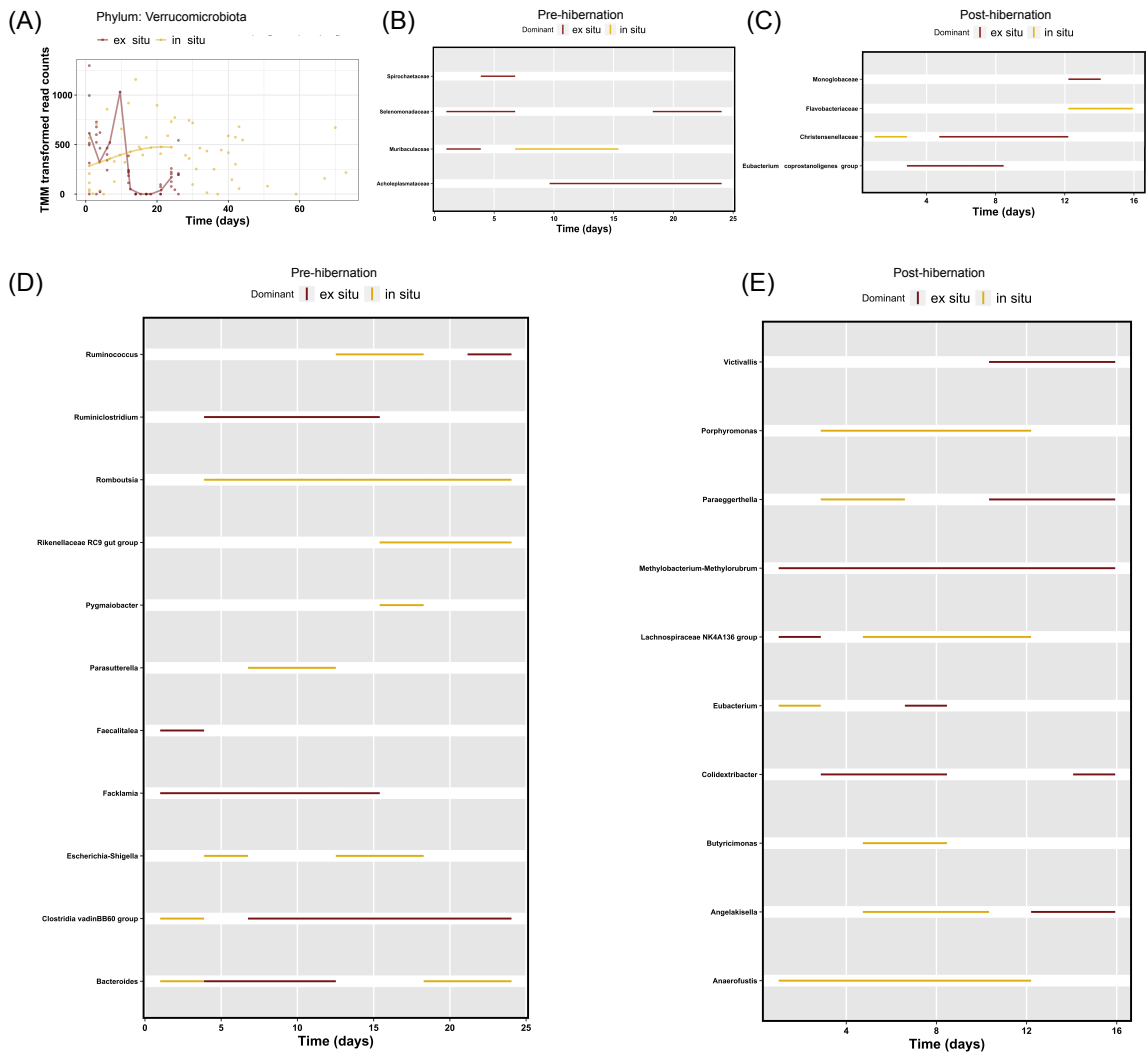 (A)
Phylum: Verrucomicrobiota
ex situ in situ
TMM transformed read counts
1000
500
0
0 20 40 60
Time (days)
(B)
Pre-hibernation
Dominant ex situ in situ
Spirochaetaceae
Selenomonadaceae
Muribaculaceae
Acholeplasmataceae
0 5 10 15 20 25
Time (days)
(C)
Post-hibernation
Dominant ex situ in situ
Monoglobaceae
Flavobacteriaceae
Christensenellaceae
Eubacterium coprostanoligenes group
4 8 12 16
Time (days)
(D)
Pre-hibernation
Dominant ex situ in situ
Ruminococcus
Ruminiclostridium
Romboutsia
Rikenellaceae RC9 gut group
Pygmaiobacter
Parasutterella
Faecalitalea
Facklamia
Escherichia-Shigella
Clostridia vadinBB60 group
Bacteroides
0 5 10 15 20 25
Time (days)
(E)
Post-hibernation
Dominant ex situ in situ
Victivallis
Porphyromonas
Paraeggerthella
Methylobacterium-Methylorubrum
Lachnospiraceae NK4A136 group
Eubacterium
Colidextribacter
Butyricimonas
Angelakisella
Anaerofustis
4 8 12 16
Time (days)